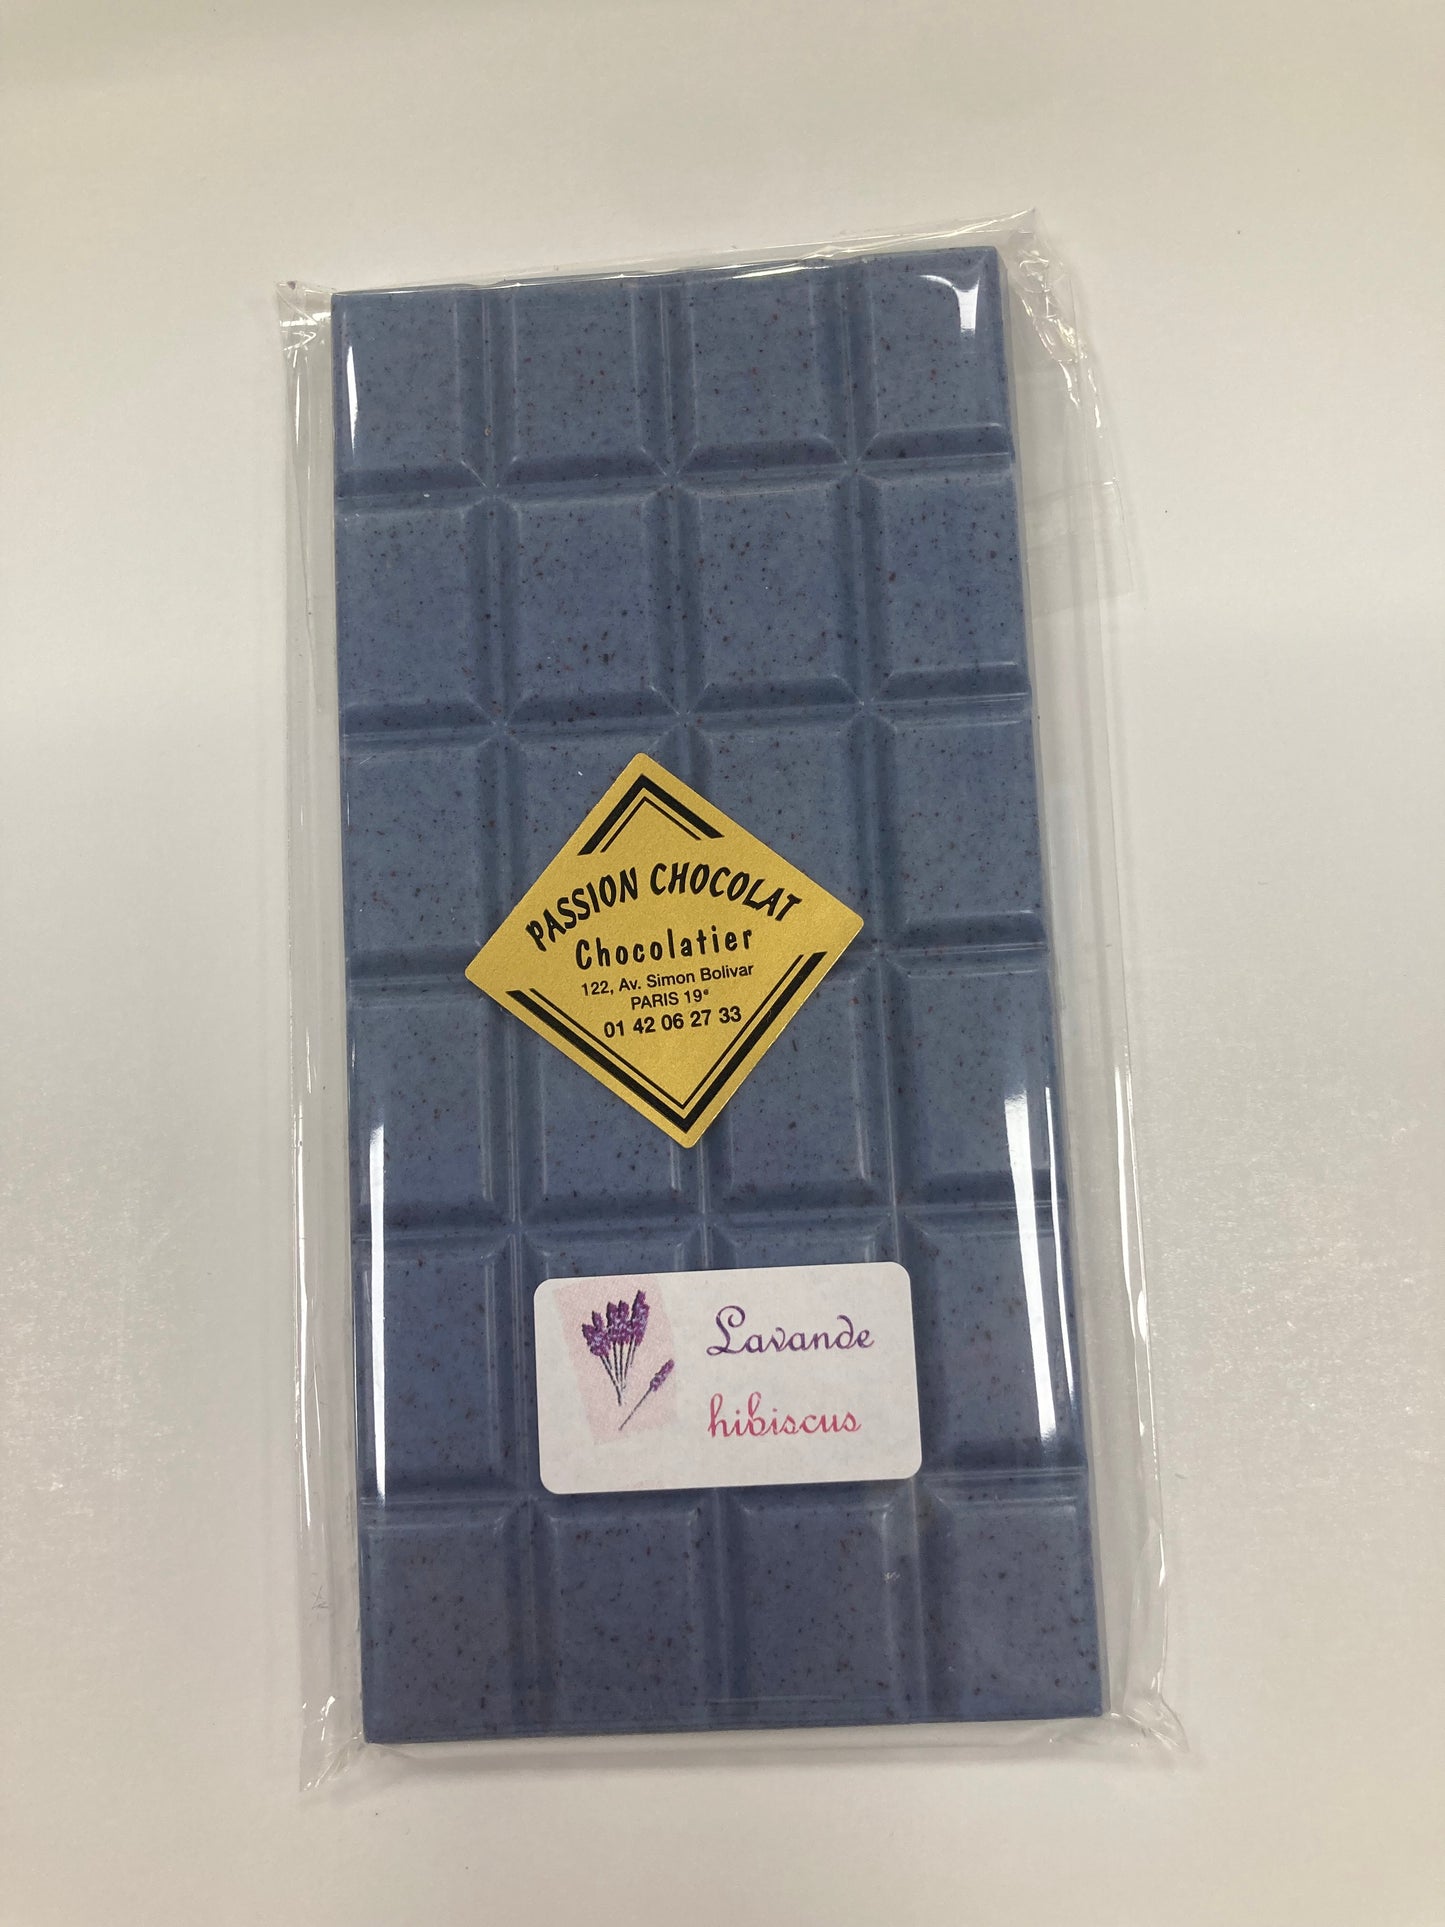 PASSION CHOCOLAT
Chocolatier
122, Av. Simon Bolivar
PARIS 19e
01 42 06 27 33
Lavande
hibiscus